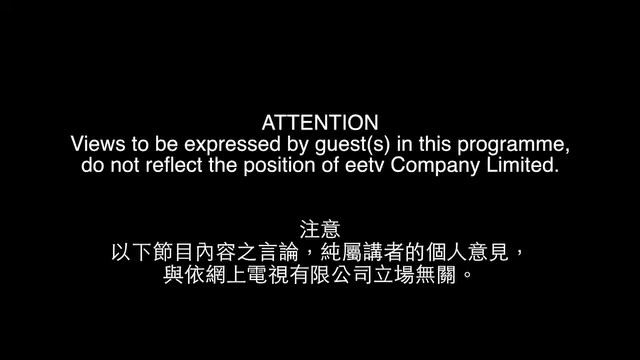 ATTENTION
Views to be expressed by guest(s) in this programme,
do not reflect the position of eetv Company Limited.
注意
以下節目內容之言論，純屬講者的個人意見，
與依網上電視有限公司立場無關。